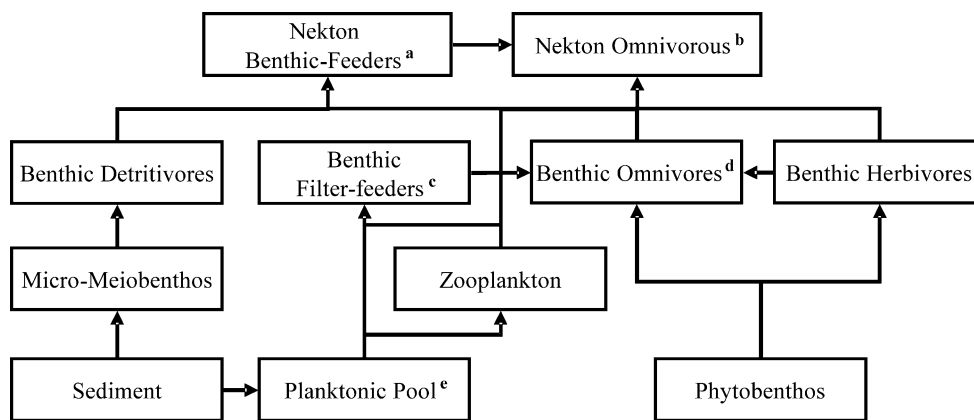 Nekton
Benthic-Feeders a
Nekton Omnivorous b
Benthic Detritivores
Benthic
Filter-feeders c
Benthic Omnivores d
Benthic Herbivores
Micro-Meiobenthos
Zooplankton
Sediment
Planktonic Pool e
Phytobenthos